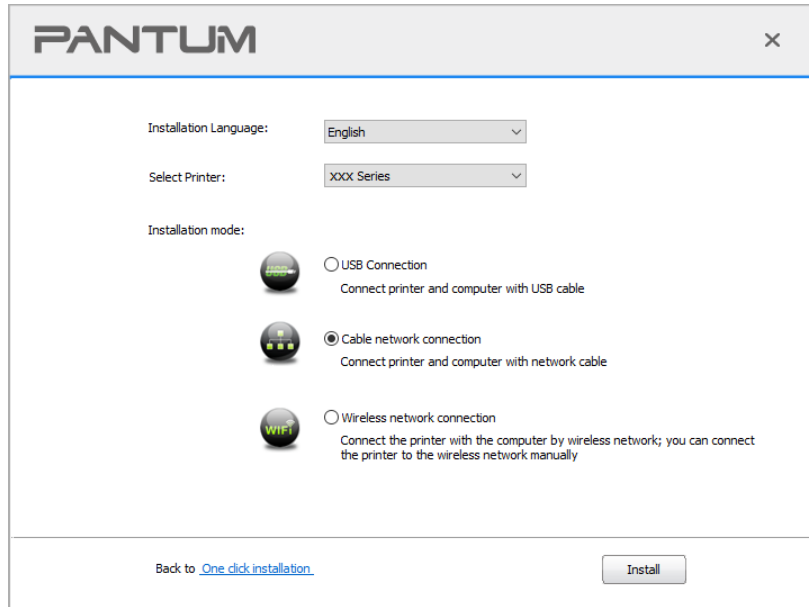 PANTUM
Installation Language:
English
Select Printer:
XXX Series
Installation mode:
USB
USB Connection
Connect printer and computer with USB cable
Cable network connection
Connect printer and computer with network cable
WiFi
Wireless network connection
Connect the printer with the computer by wireless network; you can connect
the printer to the wireless network manually
Back to One click installation
Install